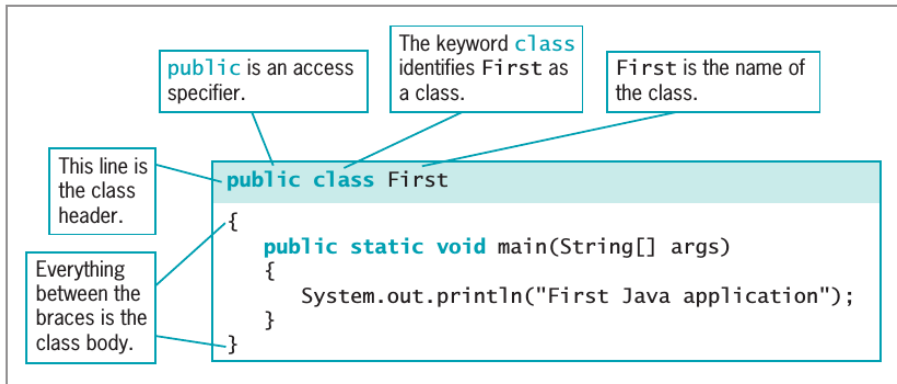 The keyword class
identifies First as
a class.
public is an access
specifier.
First is the name of
the class.
This line is
the class
header.
public class First
{
public static void main(String[] args)
{
System.out.println("First Java application");
}
}
Everything
between the
braces is the
class body.